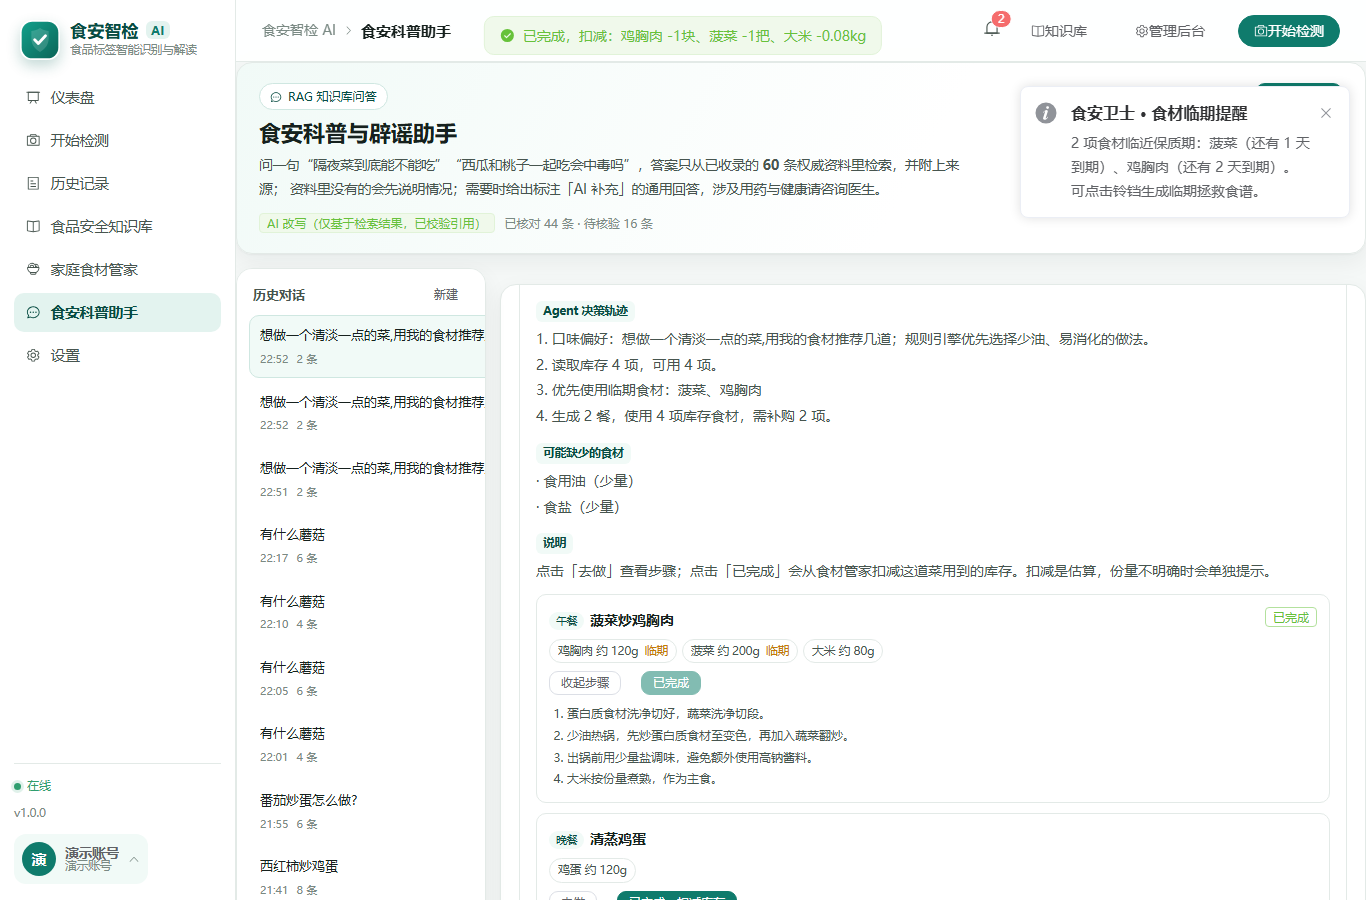 食安智检 AI
食品标签智能识别与解读
仪表盘
开始检测
历史记录
食品安全知识库
家庭食材管家
食安科普助手
设置
在线
v1.0.0
演
演示账号
演示账号
食安智检 AI
食安科普助手
已完成，扣减：鸡胸肉 -1块、菠菜 -1把、大米 -0.08kg
2
知识库
管理后台
开始检测
RAG 知识库问答
食安科普与辟谣助手
问一句“隔夜菜到底能不能吃”“西瓜和桃子一起吃会中毒吗”，答案只从已收录的 60 条权威资料里检索，并附上来
源；资料里没有的会先说明情况；需要时给出标注「AI 补充」的通用回答，涉及用药与健康请咨询医生。
AI 改写（仅基于检索结果，已校验引用）
已核对 44 条 · 待核验 16 条
食安卫士 • 食材临期提醒
2 项食材临近保质期：菠菜（还有 1 天
到期）、鸡胸肉（还有 2 天到期）。
可点击铃铛生成临期拯救食谱。
历史对话
新建
想做一个清淡一点的菜,用我的食材推荐
22:52 2 条
想做一个清淡一点的菜,用我的食材推荐
22:52 2 条
想做一个清淡一点的菜,用我的食材推荐
22:51 2 条
有什么蘑菇
22:17 6 条
有什么蘑菇
22:10 4 条
有什么蘑菇
22:05 6 条
有什么蘑菇
22:01 4 条
番茄炒蛋怎么做?
21:55 6 条
西红柿炒鸡蛋
21:41 8 条
Agent 决策轨迹
1. 口味偏好：想做一个清淡一点的菜,用我的食材推荐几道；规则引擎优先选择少油、易消化的做法。
2. 读取库存 4 项，可用 4 项。
3. 优先使用临期食材：菠菜、鸡胸肉
4. 生成 2 餐，使用 4 项库存食材，需补购 2 项。
可能缺少的食材
· 食用油（少量）
· 食盐（少量）
说明
点击「去做」查看步骤；点击「已完成」会从食材管家扣减这道菜用到的库存。扣减是估算，份量不明确时会单独提示。
午餐 菠菜炒鸡胸肉
已完成
鸡胸肉 约 120g 临期
菠菜 约 200g 临期
大米 约 80g
收起步骤
已完成
1. 蛋白质食材洗净切好，蔬菜洗净切段。
2. 少油热锅，先炒蛋白质食材至变色，再加入蔬菜翻炒。
3. 出锅前用少量盐调味，避免额外使用高钠酱料。
4. 大米按份量煮熟，作为主食。
晚餐 清蒸鸡蛋
鸡蛋 约 120g